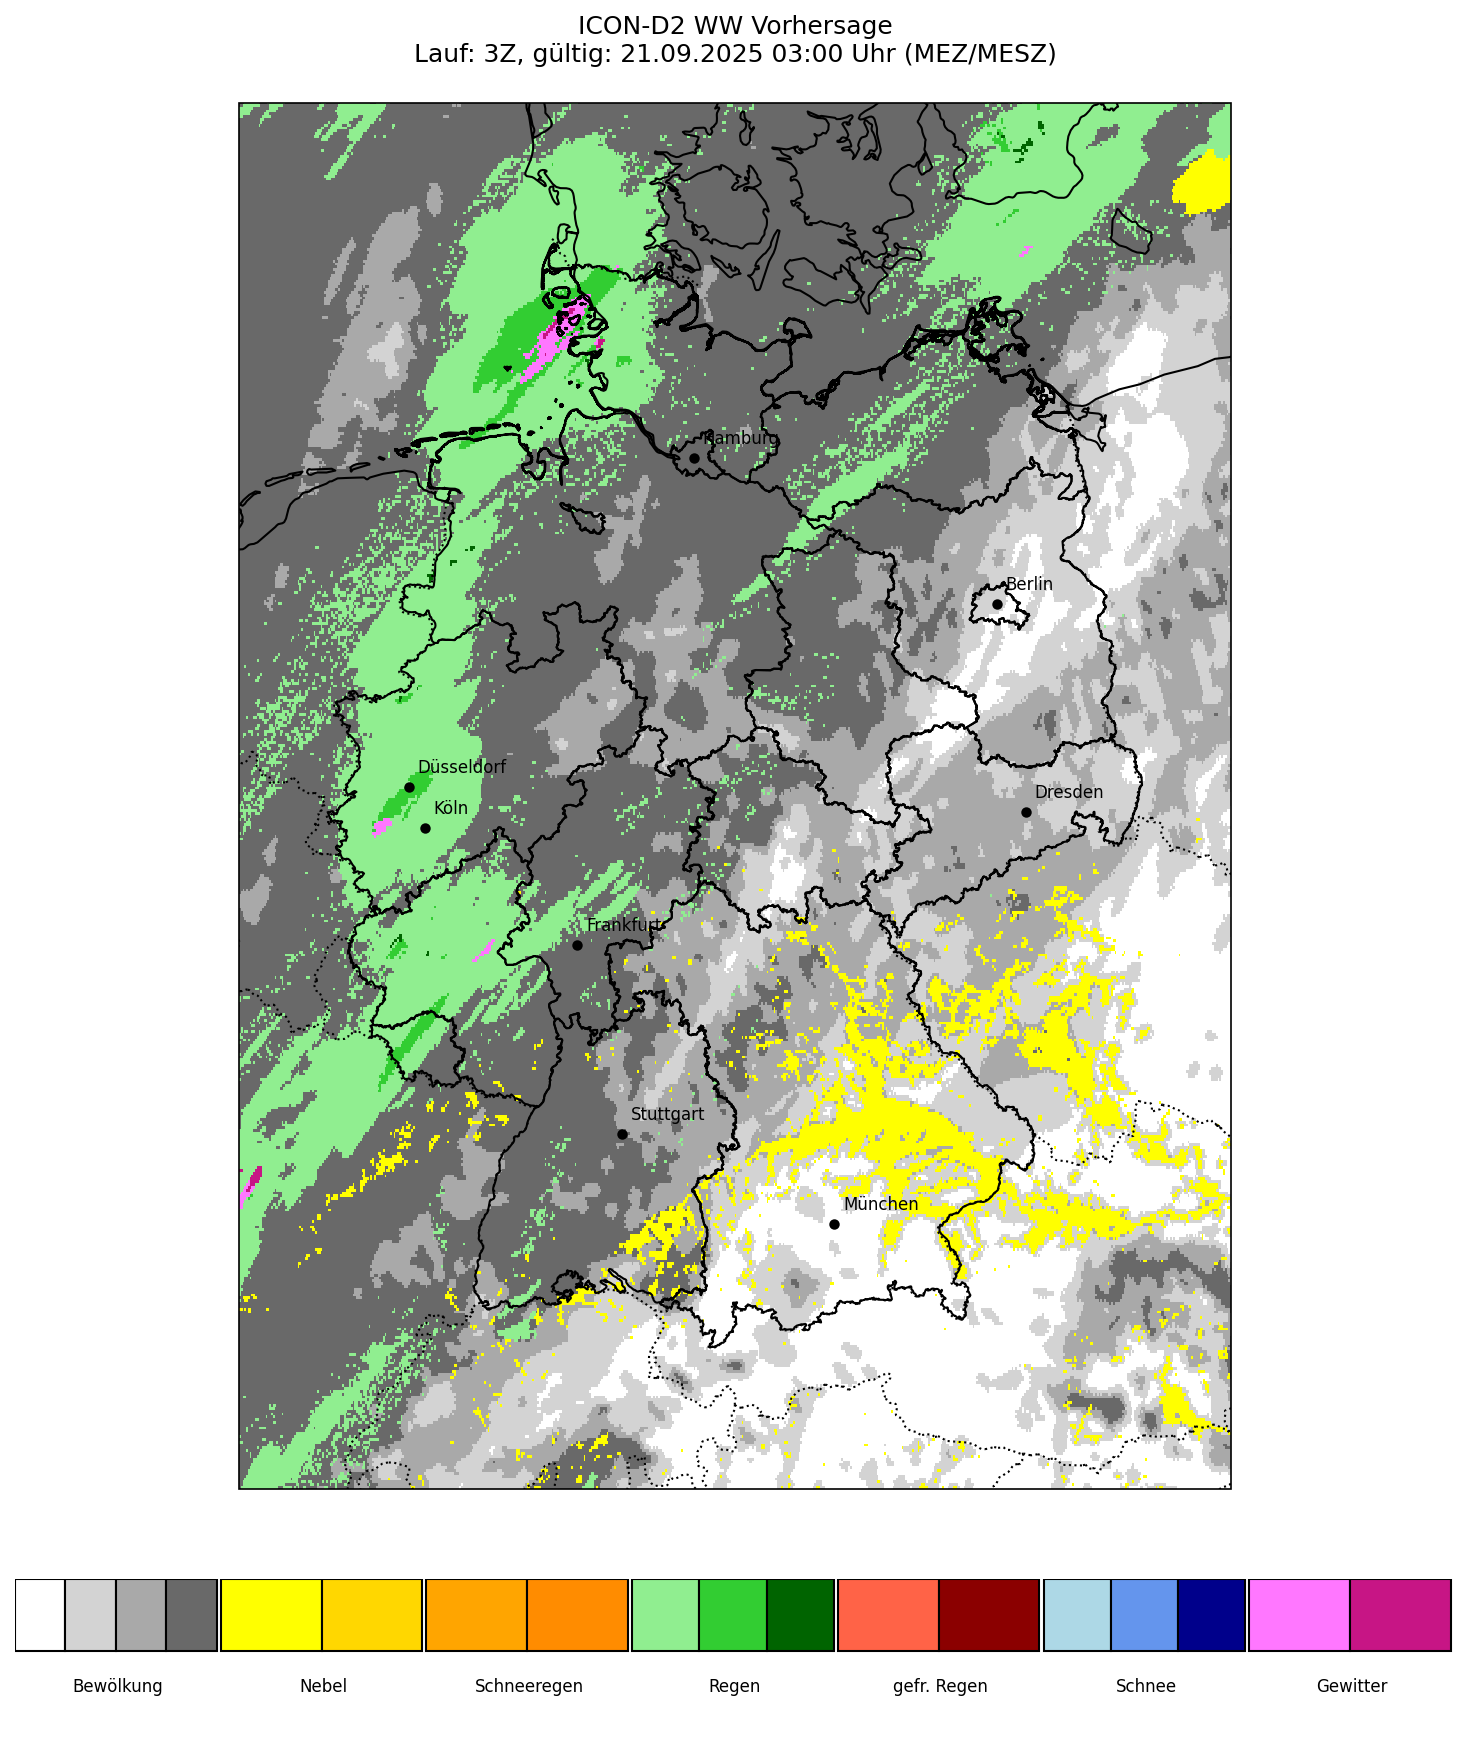 ICON-D2 WW Vorhersage
Lauf: 3Z, gültig: 21.09.2025 03:00 Uhr (MEZ/MESZ)
Hamburg
Berlin
Düsseldorf
Köln
Dresden
Frankfurt
Stuttgart
München
Bewölkung
Nebel
Schneeregen
Regen
gefr. Regen
Schnee
Gewitter